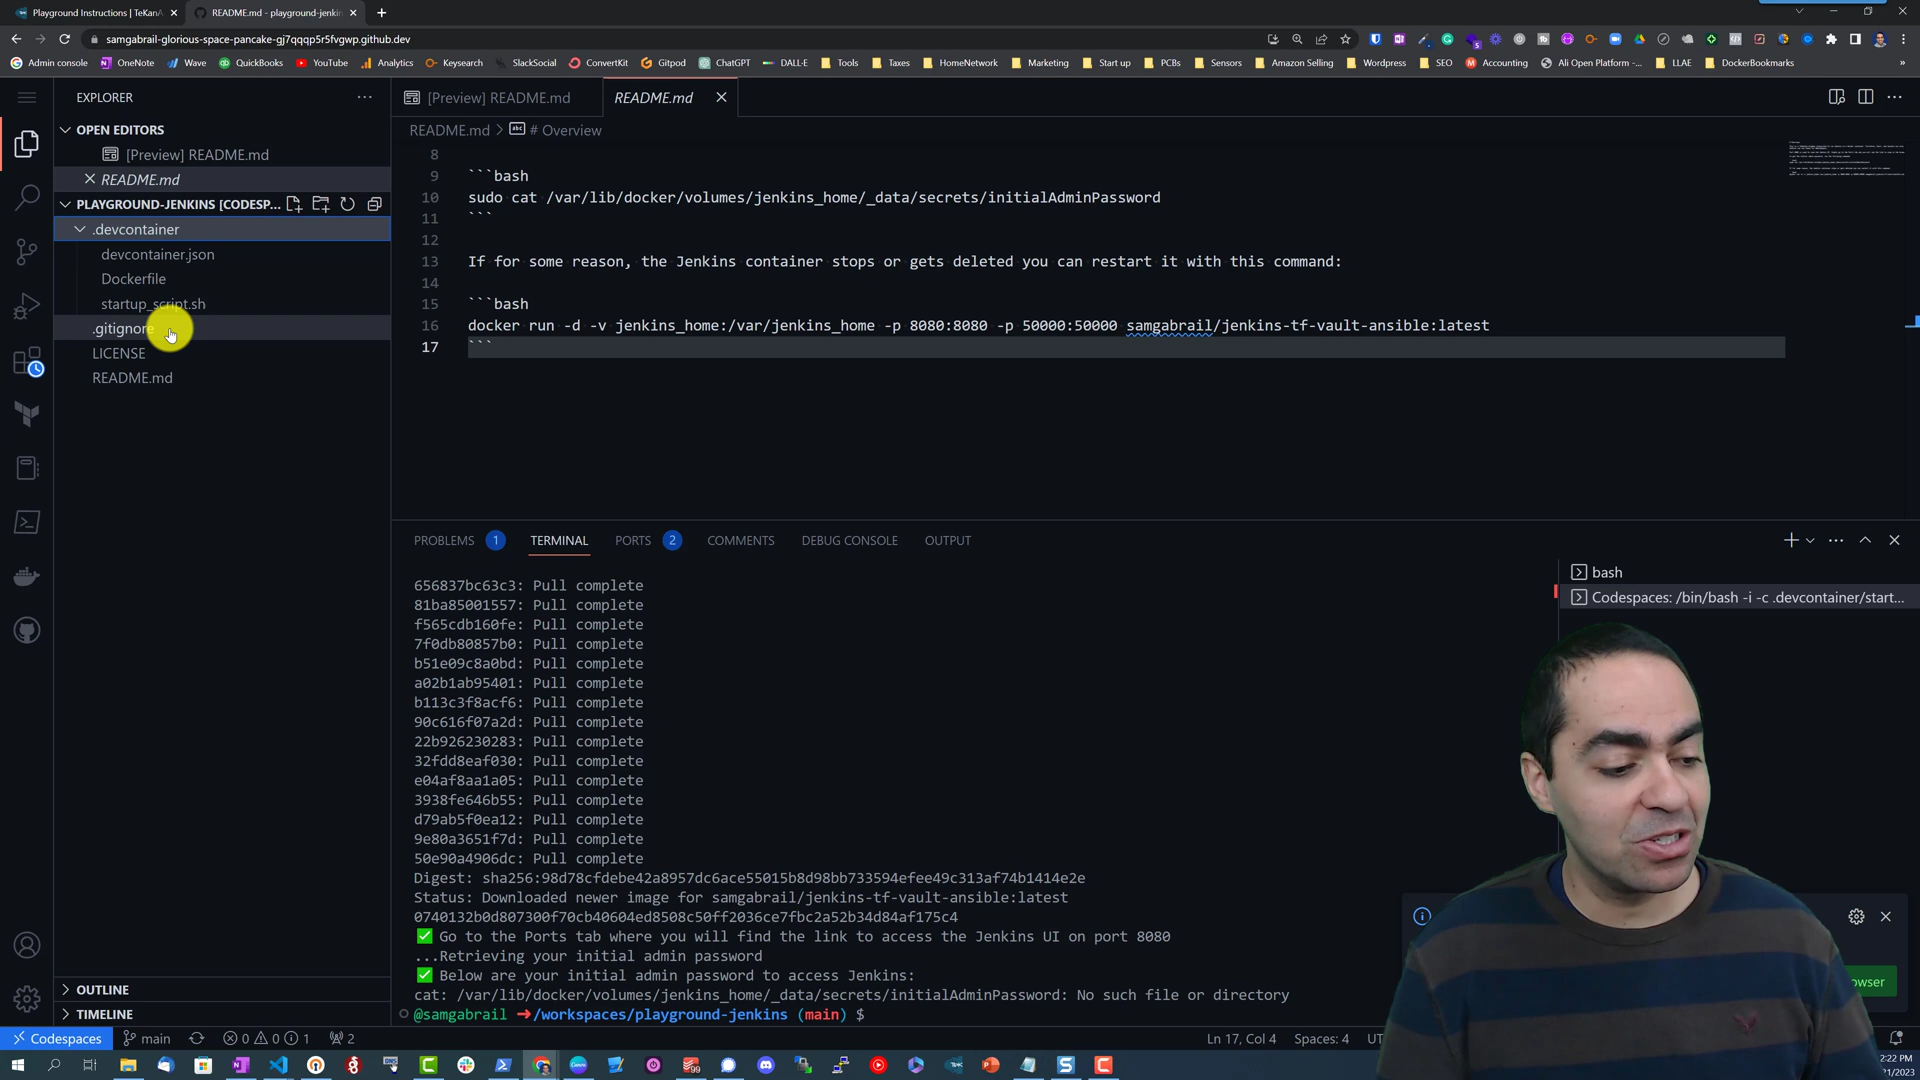 Playground Instructions | TeKanA
README.md - playground-jenkin
samgabrail-glorious-space-pancake-gj7qqqp5r5fvgwp.github.dev
Admin console
OneNote
Wave
QuickBooks
YouTube
Analytics
Keysearch
SlackSocial
ConvertKit
Gitpod
ChatGPT
DALL-E
Tools
Taxes
HomeNetwork
Marketing
Start up
PCBs
Sensors
Amazon Selling
Wordpress
SEO
Accounting
Ali Open Platform -...
LLAE
DockerBookmarks
EXPLORER
OPEN EDITORS
[Preview] README.md
README.md
PLAYGROUND-JENKINS [CODESP...
.devcontainer
devcontainer.json
Dockerfile
startup_script.sh
.gitignore
LICENSE
README.md
OUTLINE
TIMELINE
[Preview] README.md
README.md
README.md > # Overview
8
9 ```bash
10 sudo cat /var/lib/docker/volumes/jenkins_home/_data/secrets/initialAdminPassword
11 ```
12
13 If for some reason, the Jenkins container stops or gets deleted you can restart it with this command:
14
15 ```bash
16 docker run -d -v jenkins_home:/var/jenkins_home -p 8080:8080 -p 50000:50000 samgabrail/jenkins-tf-vault-ansible:latest
17 ```
PROBLEMS 1
TERMINAL
PORTS 2
COMMENTS
DEBUG CONSOLE
OUTPUT
656837bc63c3: Pull complete
81ba85001557: Pull complete
f565cdb160fe: Pull complete
7f0db80857b0: Pull complete
b51e09c8a0bd: Pull complete
a02b1ab95401: Pull complete
b113c3f8acf6: Pull complete
90c616f07a2d: Pull complete
22b926230283: Pull complete
32fdd8eaf030: Pull complete
e04af8aa1a05: Pull complete
3938fe646b55: Pull complete
d79ab5f0ea12: Pull complete
9e80a3651f7d: Pull complete
50e90a4906dc: Pull complete
Digest: sha256:98d78cfdebe42a8957dc6ace55015b8d98bb733594efee49c313af74b1414e2e
Status: Downloaded newer image for samgabrail/jenkins-tf-vault-ansible:latest
0740132b0d807300f70cb40604ed8508c50ff2036ce7fbc2a52b34d84af175c4
✅ Go to the Ports tab where you will find the link to access the Jenkins UI on port 8080
...Retrieving your initial admin password
✅ Below are your initial admin password to access Jenkins:
cat: /var/lib/docker/volumes/jenkins_home/_data/secrets/initialAdminPassword: No such file or directory
@samgabrail ➜/workspaces/playground-jenkins (main) $
bash
Codespaces: /bin/bash -i -c .devcontainer/start...
owser
Codespaces
main
0 0 1
2
Ln 17, Col 4
Spaces: 4
UT
99
2:22 PM
21/2023